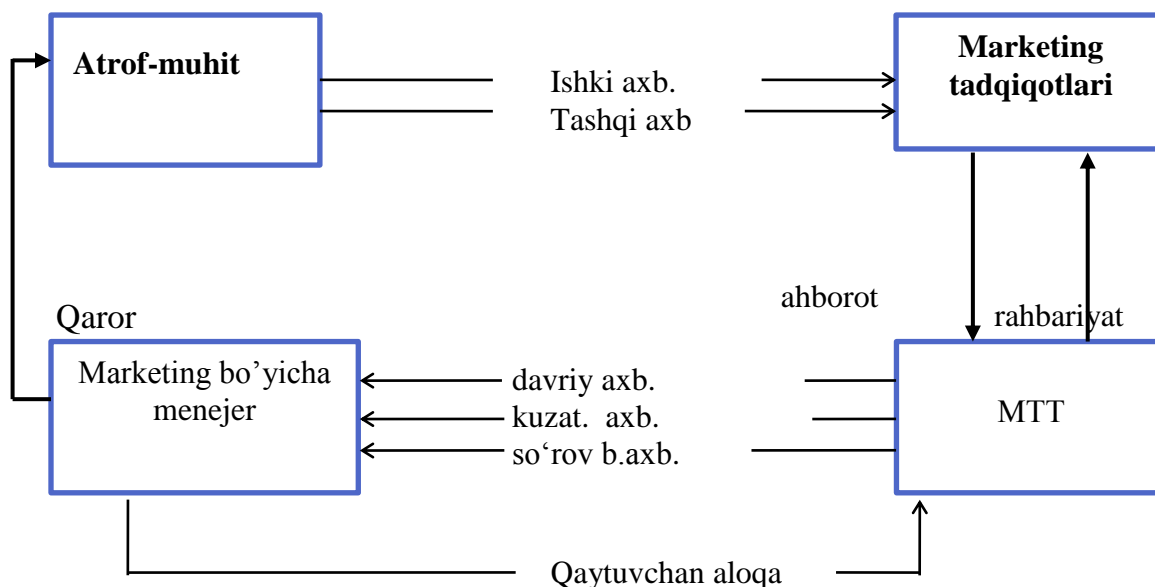 Atrof-muhit
Marketing
tadqiqotlari
Ishki axb.
Tashqi axb
ahborot
rahbariyat
Qaror
Marketing bo’yicha
menejer
davriy axb.
kuzat. axb.
so‘rov b.axb.
MTT
Qaytuvchan aloqa